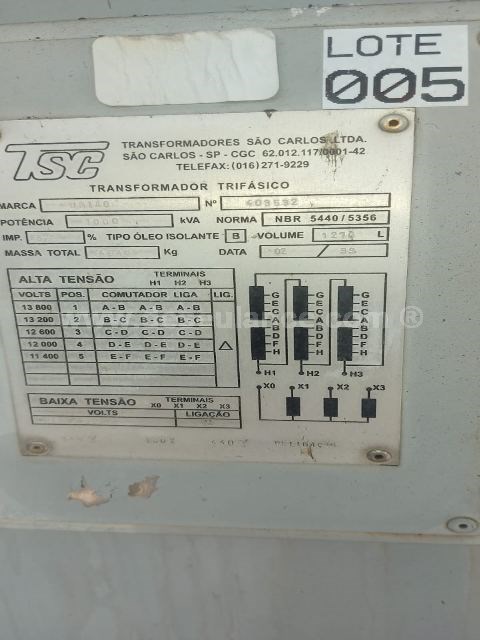 LOTE
005
TSC
TRANSFORMADORES SÃO CARLOS LTDA.
SÃO CARLOS - SP - CGC 62.012.117/0001-42
TELEFAX: (016) 271-9229
TRANSFORMADOR TRIFÁSICO
MARCA Nº
POTÊNCIA 1000 kVA NORMA NBR 5440/5356
IMP. % TIPO ÓLEO ISOLANTE B VOLUME L
MASSA TOTAL Kg DATA 02 /
ALTA TENSÃO TERMINAIS
H1 H2 H3
VOLTS POS. COMUTADOR LIGA LIG.
13 800 1 A-B A-B A-B
13 200 2 B-C B-C B-C
12 600 3 C-D C-D C-D
12 000 4 D-E D-E D-E △
11 400 5 E-F E-F E-F
BAIXA TENSÃO TERMINAIS
X0 X1 X2 X3
VOLTS LIGAÇÃO
G G G
E E E
C C C
A A A
B B B
D D D
F F F
H H H
H1 H2 H3
X0 X1 X2 X3